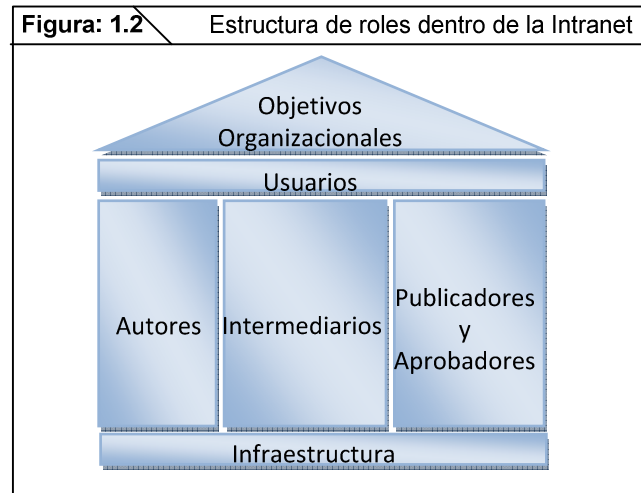 Figura: 1.2 Estructura de roles dentro de la Intranet
Objetivos
Organizacionales
Usuarios
Autores
Intermediarios
Publicadores
y
Aprobadores
Infraestructura